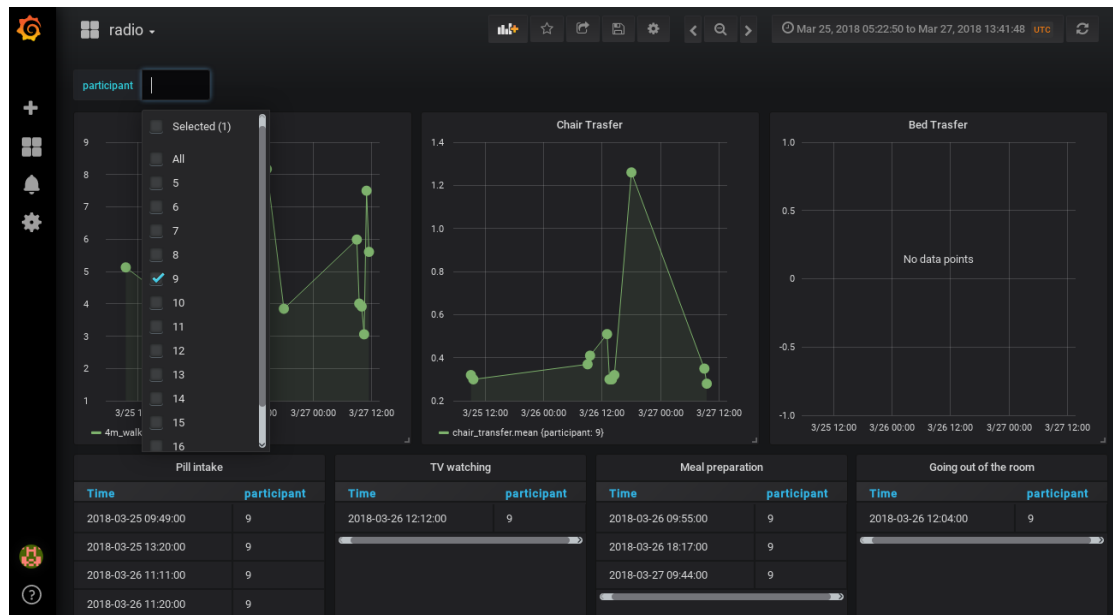 radio
Mar 25, 2018 05:22:50 to Mar 27, 2018 13:41:48 UTC
participant
Selected (1)
All
5
6
7
8
9
10
11
12
13
14
15
16
9
8
7
6
5
4
3
2
1
3/25 1
00 3/27 00:00 3/27 12:00
4m_walk
Chair Trasfer
1.4
1.2
1.0
0.8
0.6
0.4
0.2
3/25 12:00 3/26 00:00 3/26 12:00 3/27 00:00 3/27 12:00
chair_transfer.mean {participant: 9}
Bed Trasfer
1.0
0.5
0
-0.5
-1.0
No data points
3/25 12:00 3/26 00:00 3/26 12:00 3/27 00:00 3/27 12:00
Pill intake
Time participant
2018-03-25 09:49:00 9
2018-03-25 13:20:00 9
2018-03-26 11:11:00 9
2018-03-26 11:20:00 9
TV watching
Time participant
2018-03-26 12:12:00 9
Meal preparation
Time participant
2018-03-26 09:55:00 9
2018-03-26 18:17:00 9
2018-03-27 09:44:00 9
Going out of the room
Time participant
2018-03-26 12:04:00 9